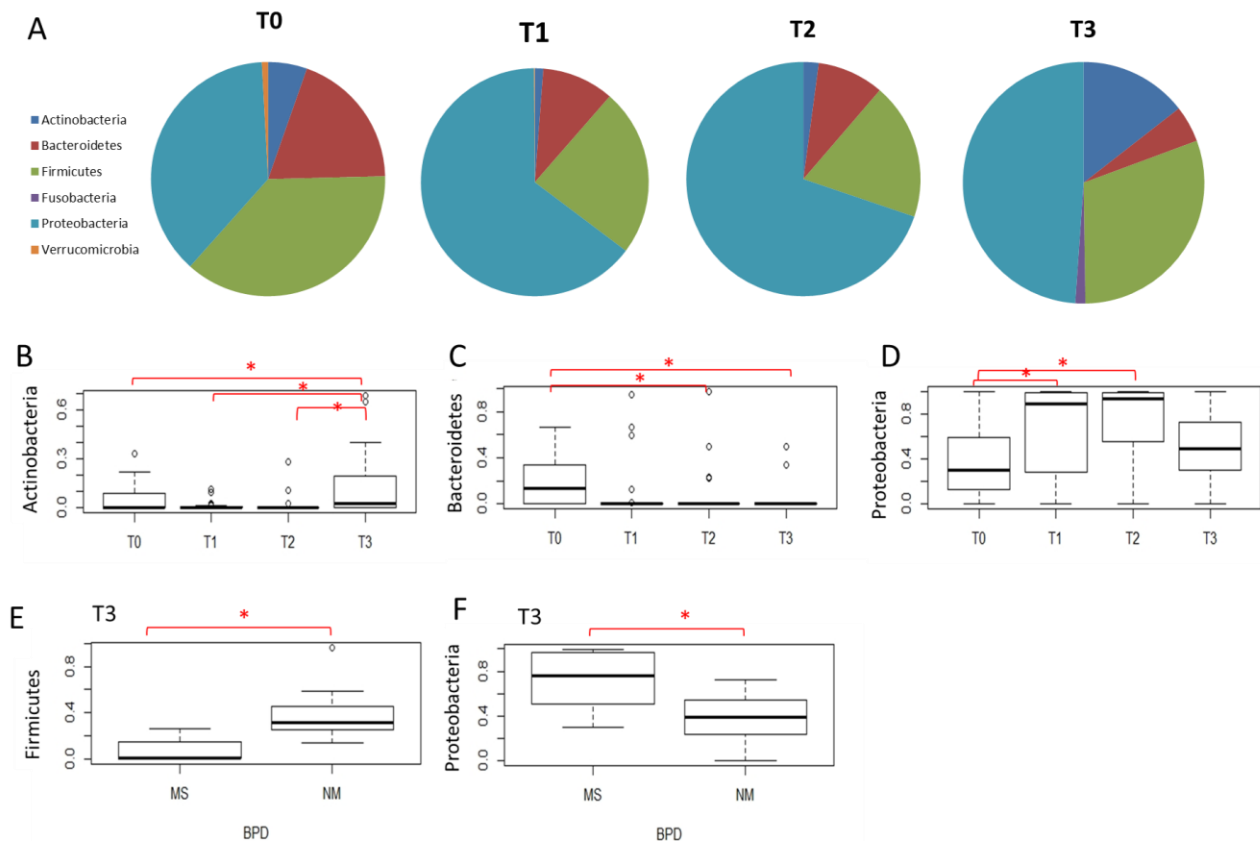 A
T0
T1
T2
T3
Actinobacteria
Bacteroidetes
Firmicutes
Fusobacteria
Proteobacteria
Verrucomicrobia
B
*
*
*
Actinobacteria
0.0 0.3 0.6
T0 T1 T2 T3
C
*
*
Bacteroidetes
0.0 0.4 0.8
T0 T1 T2 T3
D
*
*
Proteobacteria
0.0 0.4 0.8
T0 T1 T2 T3
E
T3
*
Firmicutes
0.0 0.4 0.8
MS NM
BPD
F
T3
*
Proteobacteria
0.0 0.4 0.8
MS NM
BPD